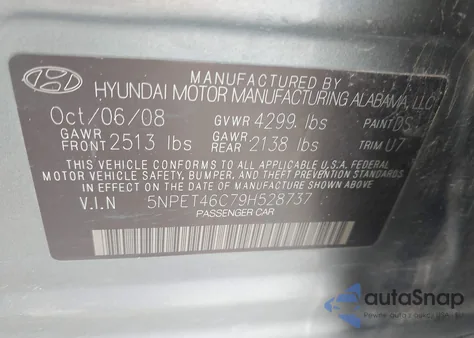 MANUFACTURED BY
HYUNDAI MOTOR MANUFACTURING ALABAMA, LLC
Oct/06/08 GVWR 4299. lbs PAINT DS
GAWR FRONT 2513 lbs GAWR REAR 2138 lbs TRIM U7
THIS VEHICLE CONFORMS TO ALL APPLICABLE U.S.A. FEDERAL
MOTOR VEHICLE SAFETY, BUMPER, AND THEFT PREVENTION STANDARDS
IN EFFECT ON THE DATE OF MANUFACTURE SHOWN ABOVE.
V.I.N 5NPET46C79H528737
PASSENGER CAR
autoSnap